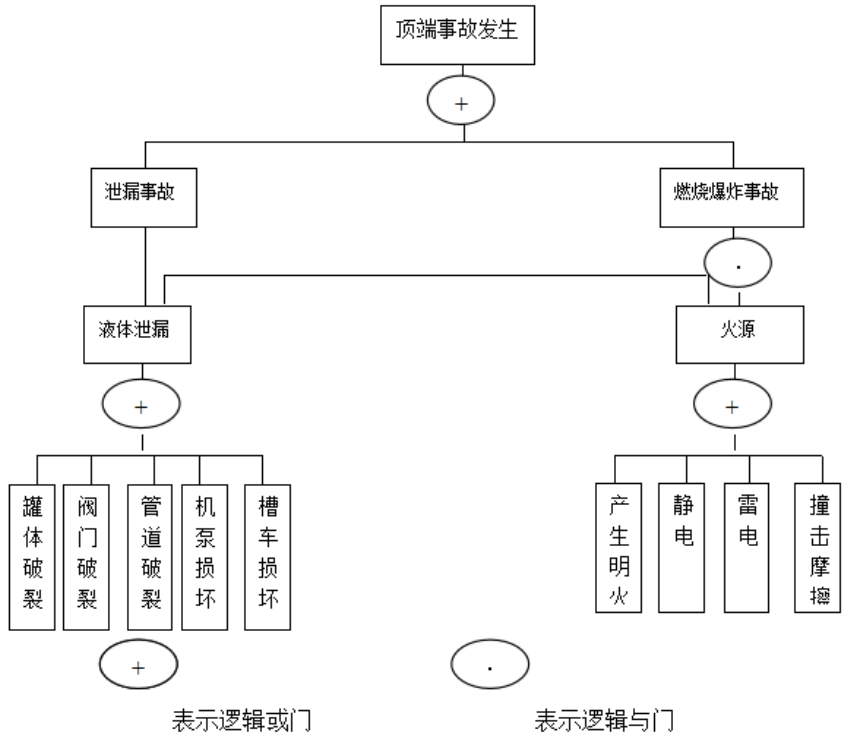 顶端事故发生
+
泄漏事故
燃烧爆炸事故
·
液体泄漏
火源
+
+
罐体破裂
阀门破裂
管道破裂
机泵损坏
槽车损坏
产生明火
静电
雷电
撞击摩擦
+
·
表示逻辑或门
表示逻辑与门